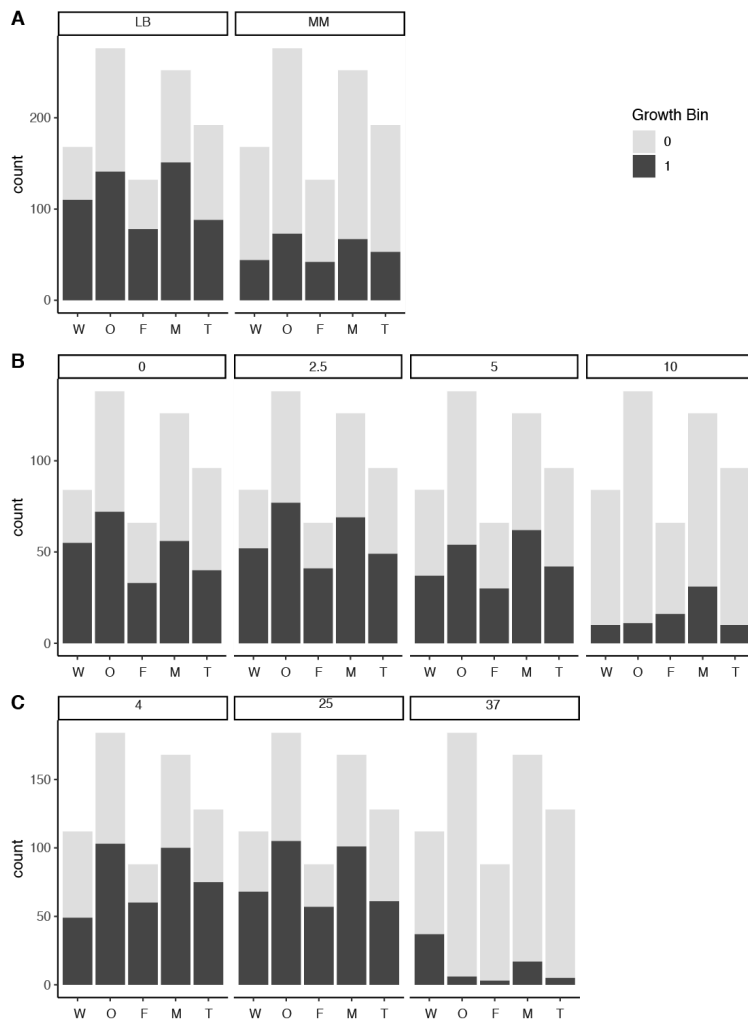 A
LB MM
Growth Bin
0
1
200
100
0
count
W O F M T W O F M T
B
0 2.5 5 10
100
50
0
count
W O F M T W O F M T W O F M T W O F M T
C
4 25 37
150
100
50
0
count
W O F M T W O F M T W O F M T